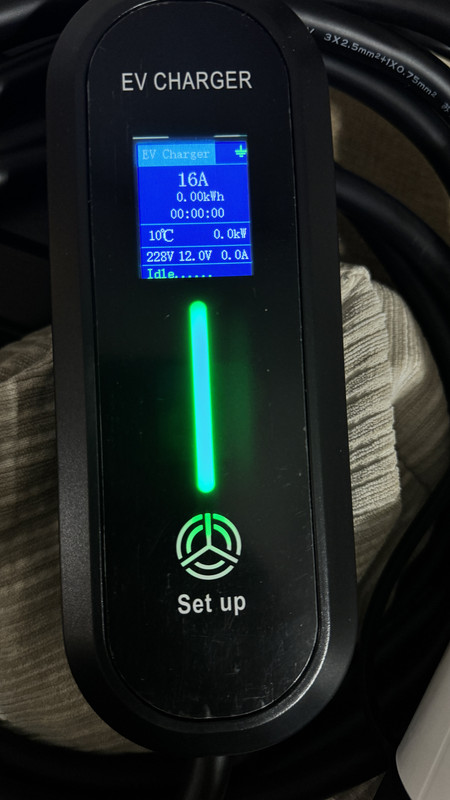 3X2.5mm²+1X0.75mm²
EV CHARGER
EV Charger
16A
0.00kWh
00:00:00
10℃ 0.0kW
228V 12.0V 0.0A
Idle......
Set up